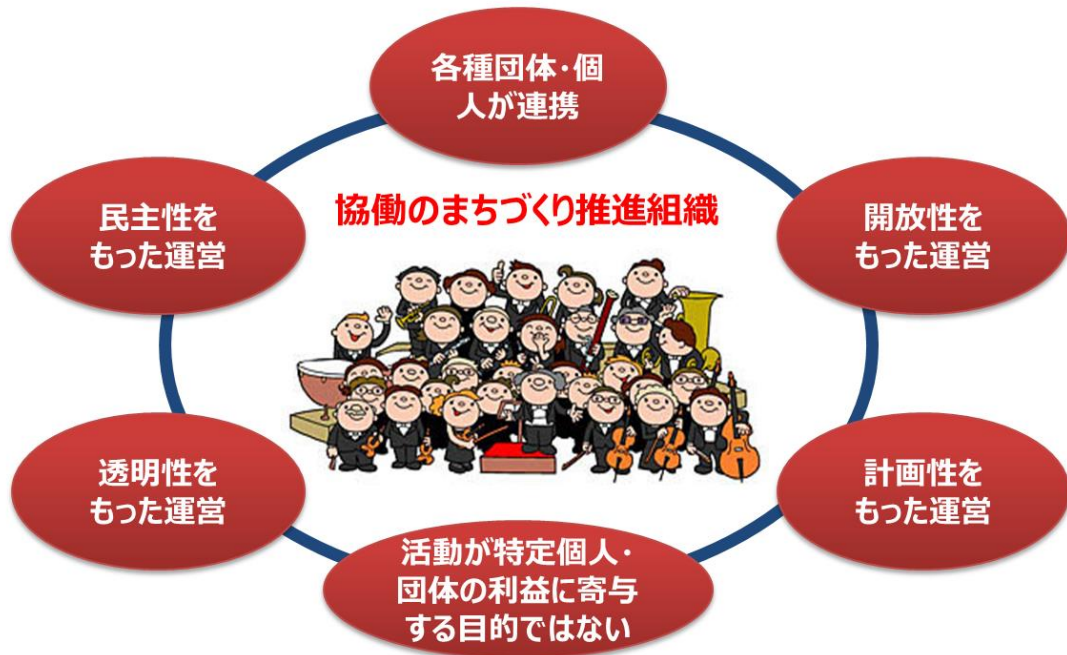 各種団体・個
人が連携
民主性を
もった運営
協働のまちづくり推進組織
開放性を
もった運営
透明性を
もった運営
計画性を
もった運営
活動が特定個人・
団体の利益に寄与
する目的ではない